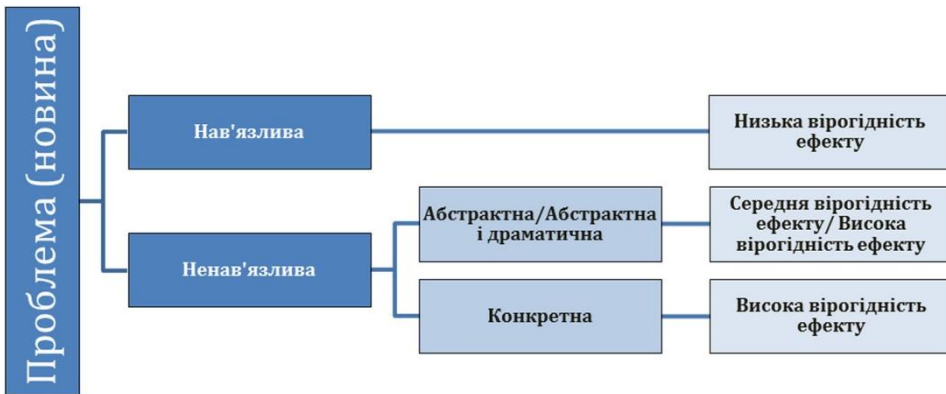 Проблема (новина)
Нав'язлива
Низька вірогідність
ефекту
Ненав'язлива
Абстрактна/Абстрактна
і драматична
Середня вірогідність
ефекту/ Висока
вірогідність ефекту
Конкретна
Висока вірогідність
ефекту